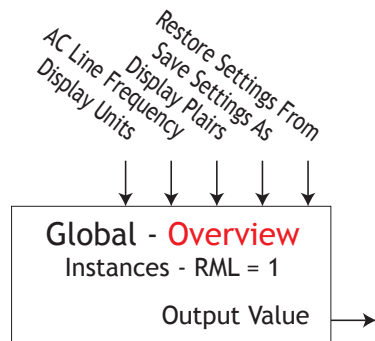 AC Line Frequency
Display Units
Display Plairs
Save Settings As
Restore Settings From
Global - Overview
Instances - RML = 1
Output Value